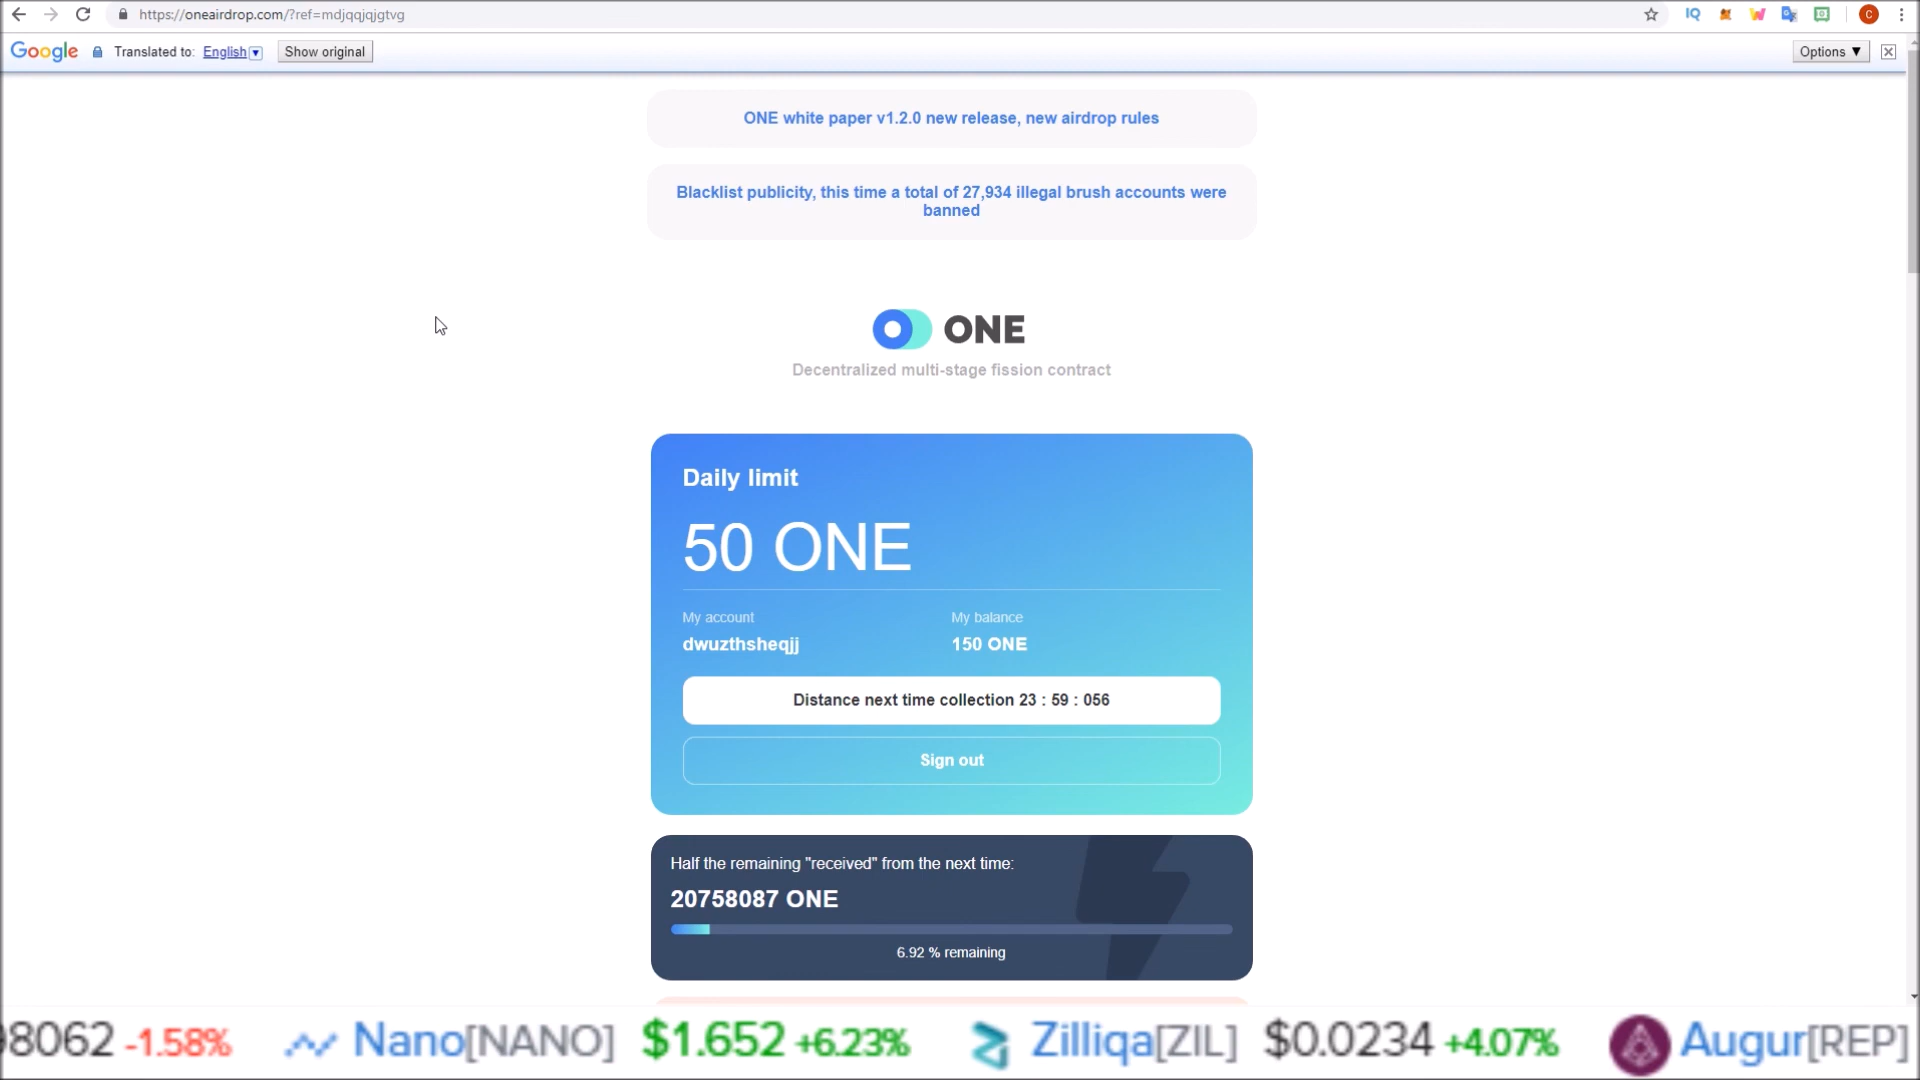 https://oneairdrop.com/?ref=mdjqqjqjgtvg
IQ
C
Google Translated to: English Show original Options ▼
ONE white paper v1.2.0 new release, new airdrop rules
Blacklist publicity, this time a total of 27,934 illegal brush accounts were
banned
ONE
Decentralized multi-stage fission contract
Daily limit
50 ONE
My account My balance
dwuzthsheqjj 150 ONE
Distance next time collection 23 : 59 : 056
Sign out
Half the remaining "received" from the next time:
20758087 ONE
6.92 % remaining
8062 -1.58% Nano[NANO] $1.652 +6.23% Zilliqa[ZIL] $0.0234 +4.07% Augur[REP]